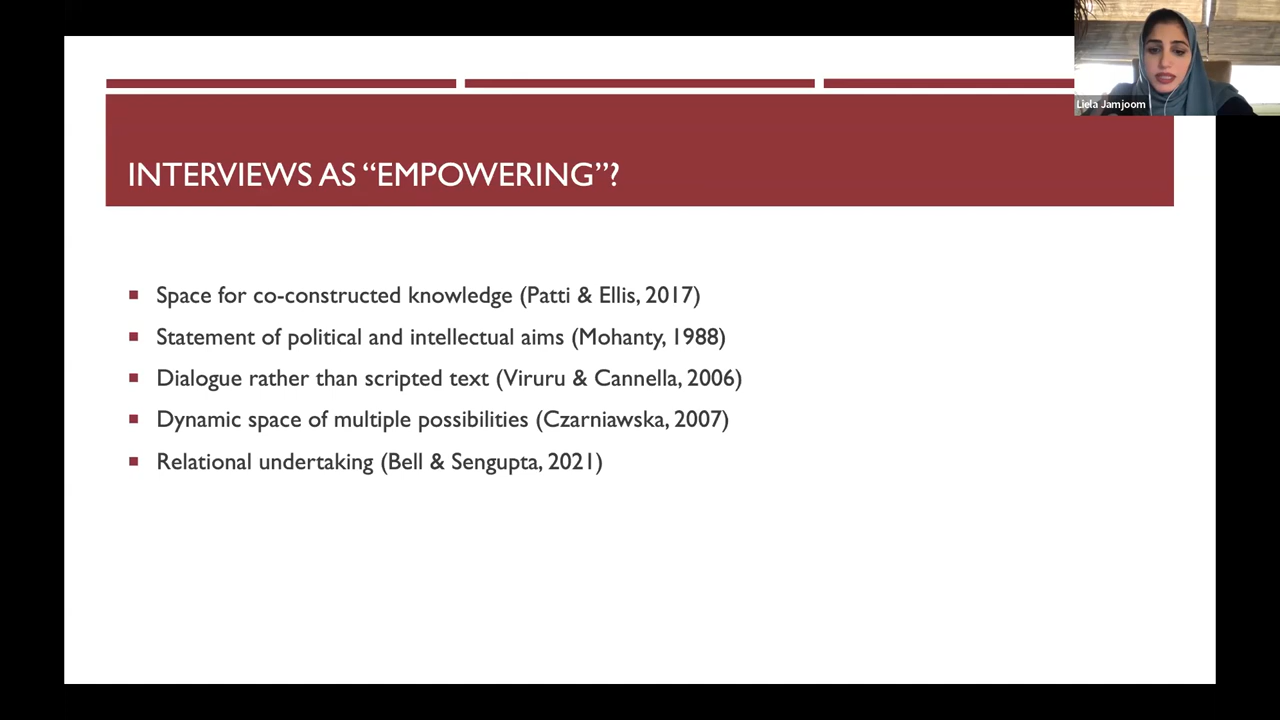 Liela Jamjoom
INTERVIEWS AS “EMPOWERING”?
Space for co-constructed knowledge (Patti & Ellis, 2017)
Statement of political and intellectual aims (Mohanty, 1988)
Dialogue rather than scripted text (Viruru & Cannella, 2006)
Dynamic space of multiple possibilities (Czarniawska, 2007)
Relational undertaking (Bell & Sengupta, 2021)